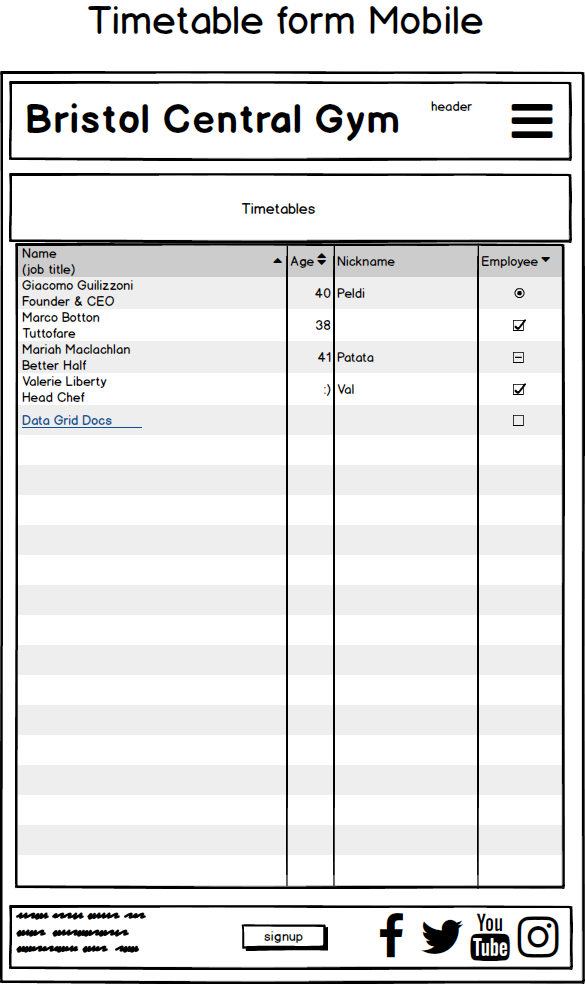 Timetable form Mobile
Bristol Central Gym
header
Timetables
Name
(job title)
Age
Nickname
Employee
Giacomo Guilizzoni
Founder & CEO
40
Peldi
Marco Botton
Tuttofare
38
Mariah Maclachlan
Better Half
41
Patata
Valerie Liberty
Head Chef
:)
Val
Data Grid Docs
signup
You
Tube